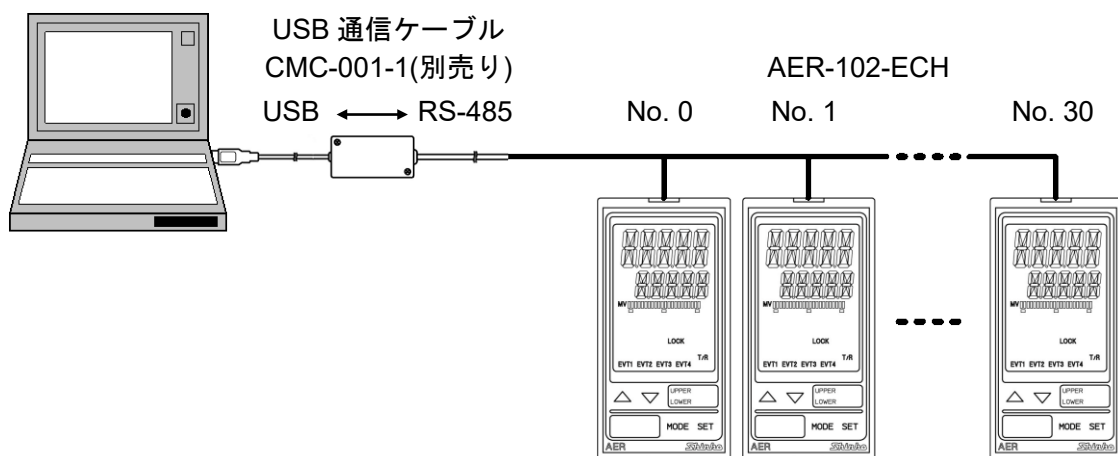 USB 通信ケーブル
CMC-001-1(別売り)
USB RS-485
AER-102-ECH
No. 0 No. 1 No. 30
MV
LOCK
T/R
EVT1 EVT2 EVT3 EVT4
UPPER
LOWER
MODE SET
AER Shinko
MV
LOCK
T/R
EVT1 EVT2 EVT3 EVT4
UPPER
LOWER
MODE SET
AER Shinko
MV
LOCK
T/R
EVT1 EVT2 EVT3 EVT4
UPPER
LOWER
MODE SET
AER Shinko